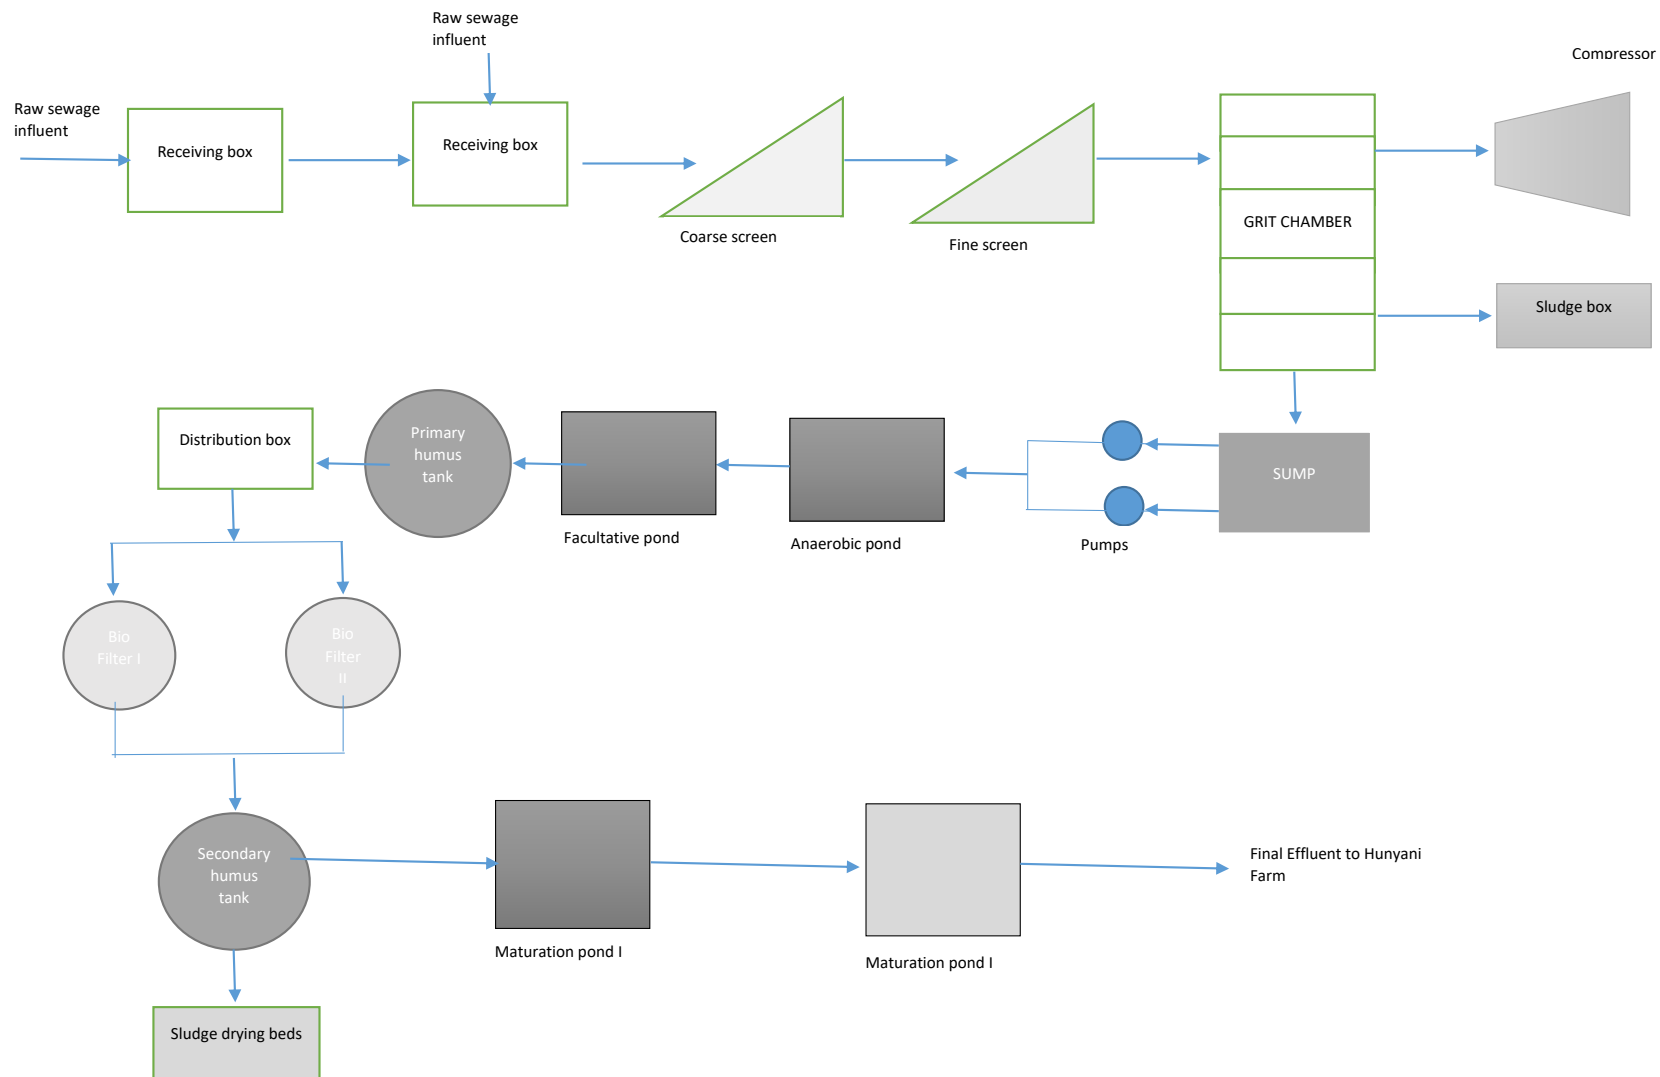 Raw sewage
influent
Raw sewage
influent
Compressor
Receiving box
Receiving box
Coarse screen
Fine screen
GRIT CHAMBER
Sludge box
Distribution box
Primary
humus
tank
Facultative pond
Anaerobic pond
Pumps
SUMP
Bio
Filter I
Bio
Filter
II
Secondary
humus
tank
Maturation pond I
Maturation pond I
Final Effluent to Hunyani
Farm
Sludge drying beds